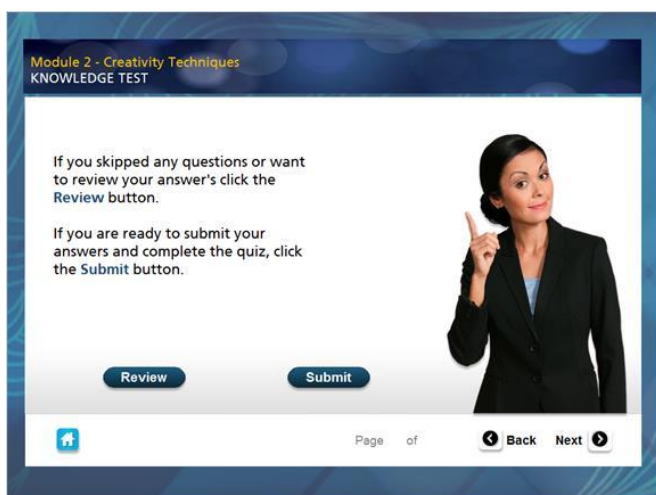 Module 2 - Creativity Techniques
KNOWLEDGE TEST
If you skipped any questions or want
to review your answer's click the
Review button.
If you are ready to submit your
answers and complete the quiz, click
the Submit button.
Review
Submit
Page of
Back
Next